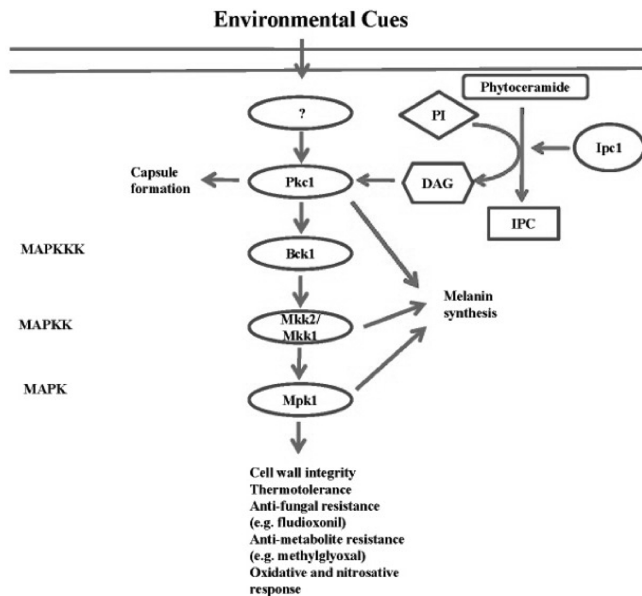 Environmental Cues
Phytoceramide
PI
?
Ipc1
Capsule
formation
Pkc1
DAG
IPC
MAPKKK
Bck1
Melanin
synthesis
MAPKK
Mkk2/
Mkk1
MAPK
Mpk1
Cell wall integrity
Thermotolerance
Anti-fungal resistance
(e.g. fludioxonil)
Anti-metabolite resistance
(e.g. methylglyoxal)
Oxidative and nitrosative
response